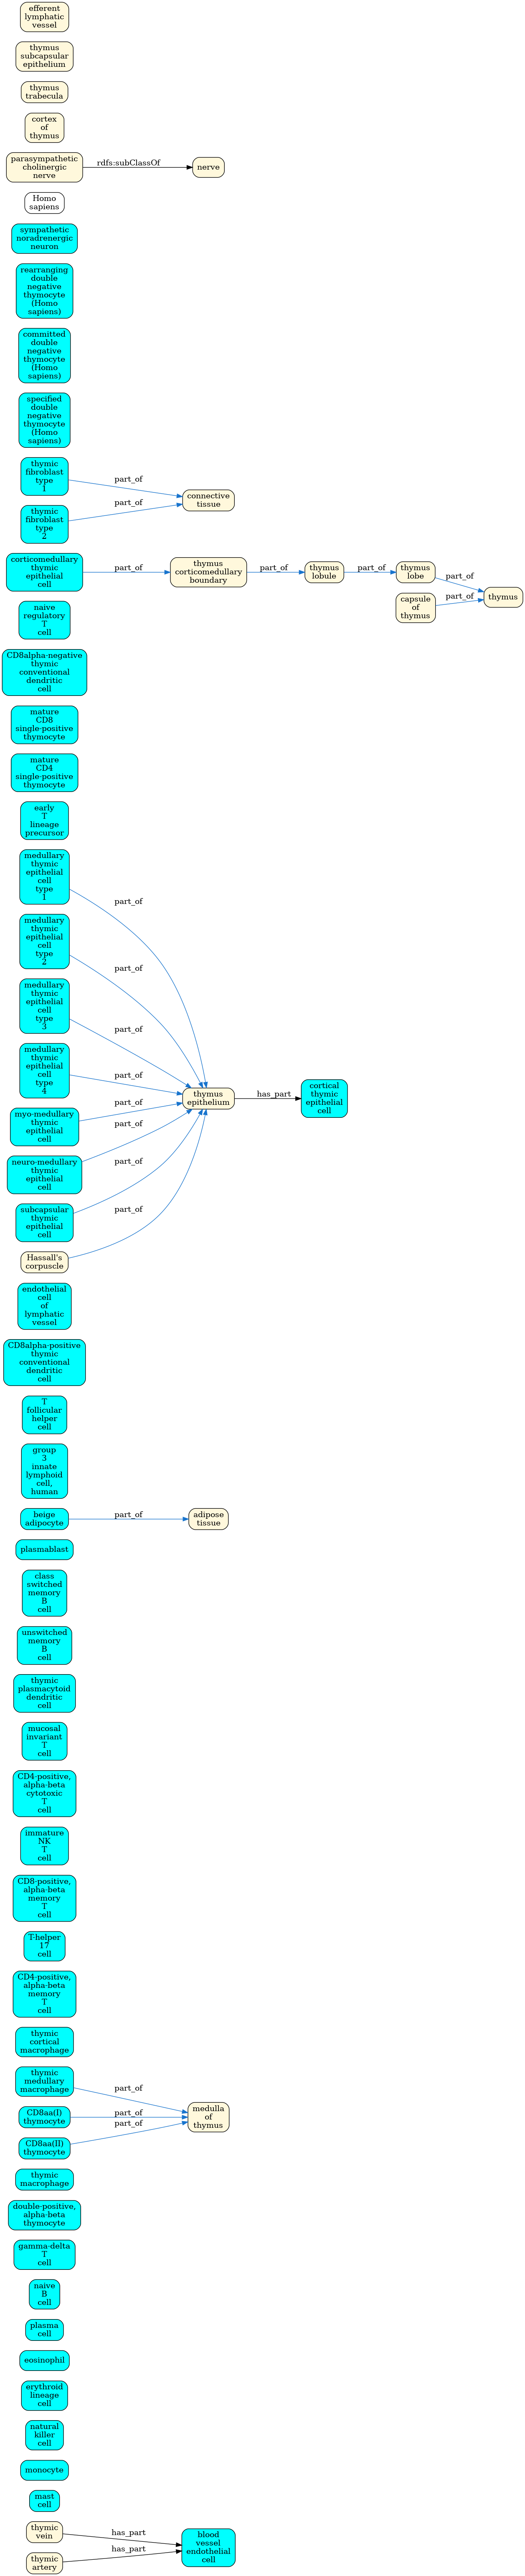 efferent
lymphatic
vessel
thymus
subcapsular
epithelium
thymus
trabecula
cortex
of
thymus
parasympathetic
cholinergic
nerve
rdfs:subClassOf
nerve
Homo
sapiens
sympathetic
noradrenergic
neuron
rearranging
double
negative
thymocyte
(Homo
sapiens)
committed
double
negative
thymocyte
(Homo
sapiens)
specified
double
negative
thymocyte
(Homo
sapiens)
thymic
fibroblast
type
1
part_of
connective
tissue
thymic
fibroblast
type
2
part_of
corticomedullary
thymic
epithelial
cell
part_of
thymus
corticomedullary
boundary
part_of
thymus
lobule
part_of
thymus
lobe
part_of
capsule
of
thymus
part_of
thymus
naive
regulatory
T
cell
CD8alpha-negative
thymic
conventional
dendritic
cell
mature
CD8
single-positive
thymocyte
mature
CD4
single-positive
thymocyte
early
T
lineage
precursor
medullary
thymic
epithelial
cell
type
1
part_of
medullary
thymic
epithelial
cell
type
2
part_of
medullary
thymic
epithelial
cell
type
3
part_of
medullary
thymic
epithelial
cell
type
4
part_of
thymus
epithelium
has_part
cortical
thymic
epithelial
cell
myo-medullary
thymic
epithelial
cell
part_of
neuro-medullary
thymic
epithelial
cell
part_of
subcapsular
thymic
epithelial
cell
part_of
Hassall's
corpuscle
part_of
endothelial
cell
of
lymphatic
vessel
CD8alpha-positive
thymic
conventional
dendritic
cell
T
follicular
helper
cell
group
3
innate
lymphoid
cell,
human
beige
adipocyte
part_of
adipose
tissue
plasmablast
class
switched
memory
B
cell
unswitched
memory
B
cell
thymic
plasmacytoid
dendritic
cell
mucosal
invariant
T
cell
CD4-positive,
alpha-beta
cytotoxic
T
cell
immature
NK
T
cell
CD8-positive,
alpha-beta
memory
T
cell
T-helper
17
cell
CD4-positive,
alpha-beta
memory
T
cell
thymic
cortical
macrophage
thymic
medullary
macrophage
part_of
CD8aa(I)
thymocyte
part_of
medulla
of
thymus
CD8aa(II)
thymocyte
part_of
thymic
macrophage
double-positive,
alpha-beta
thymocyte
gamma-delta
T
cell
naive
B
cell
plasma
cell
eosinophil
erythroid
lineage
cell
natural
killer
cell
monocyte
mast
cell
thymic
vein
has_part
blood
vessel
endothelial
cell
thymic
artery
has_part